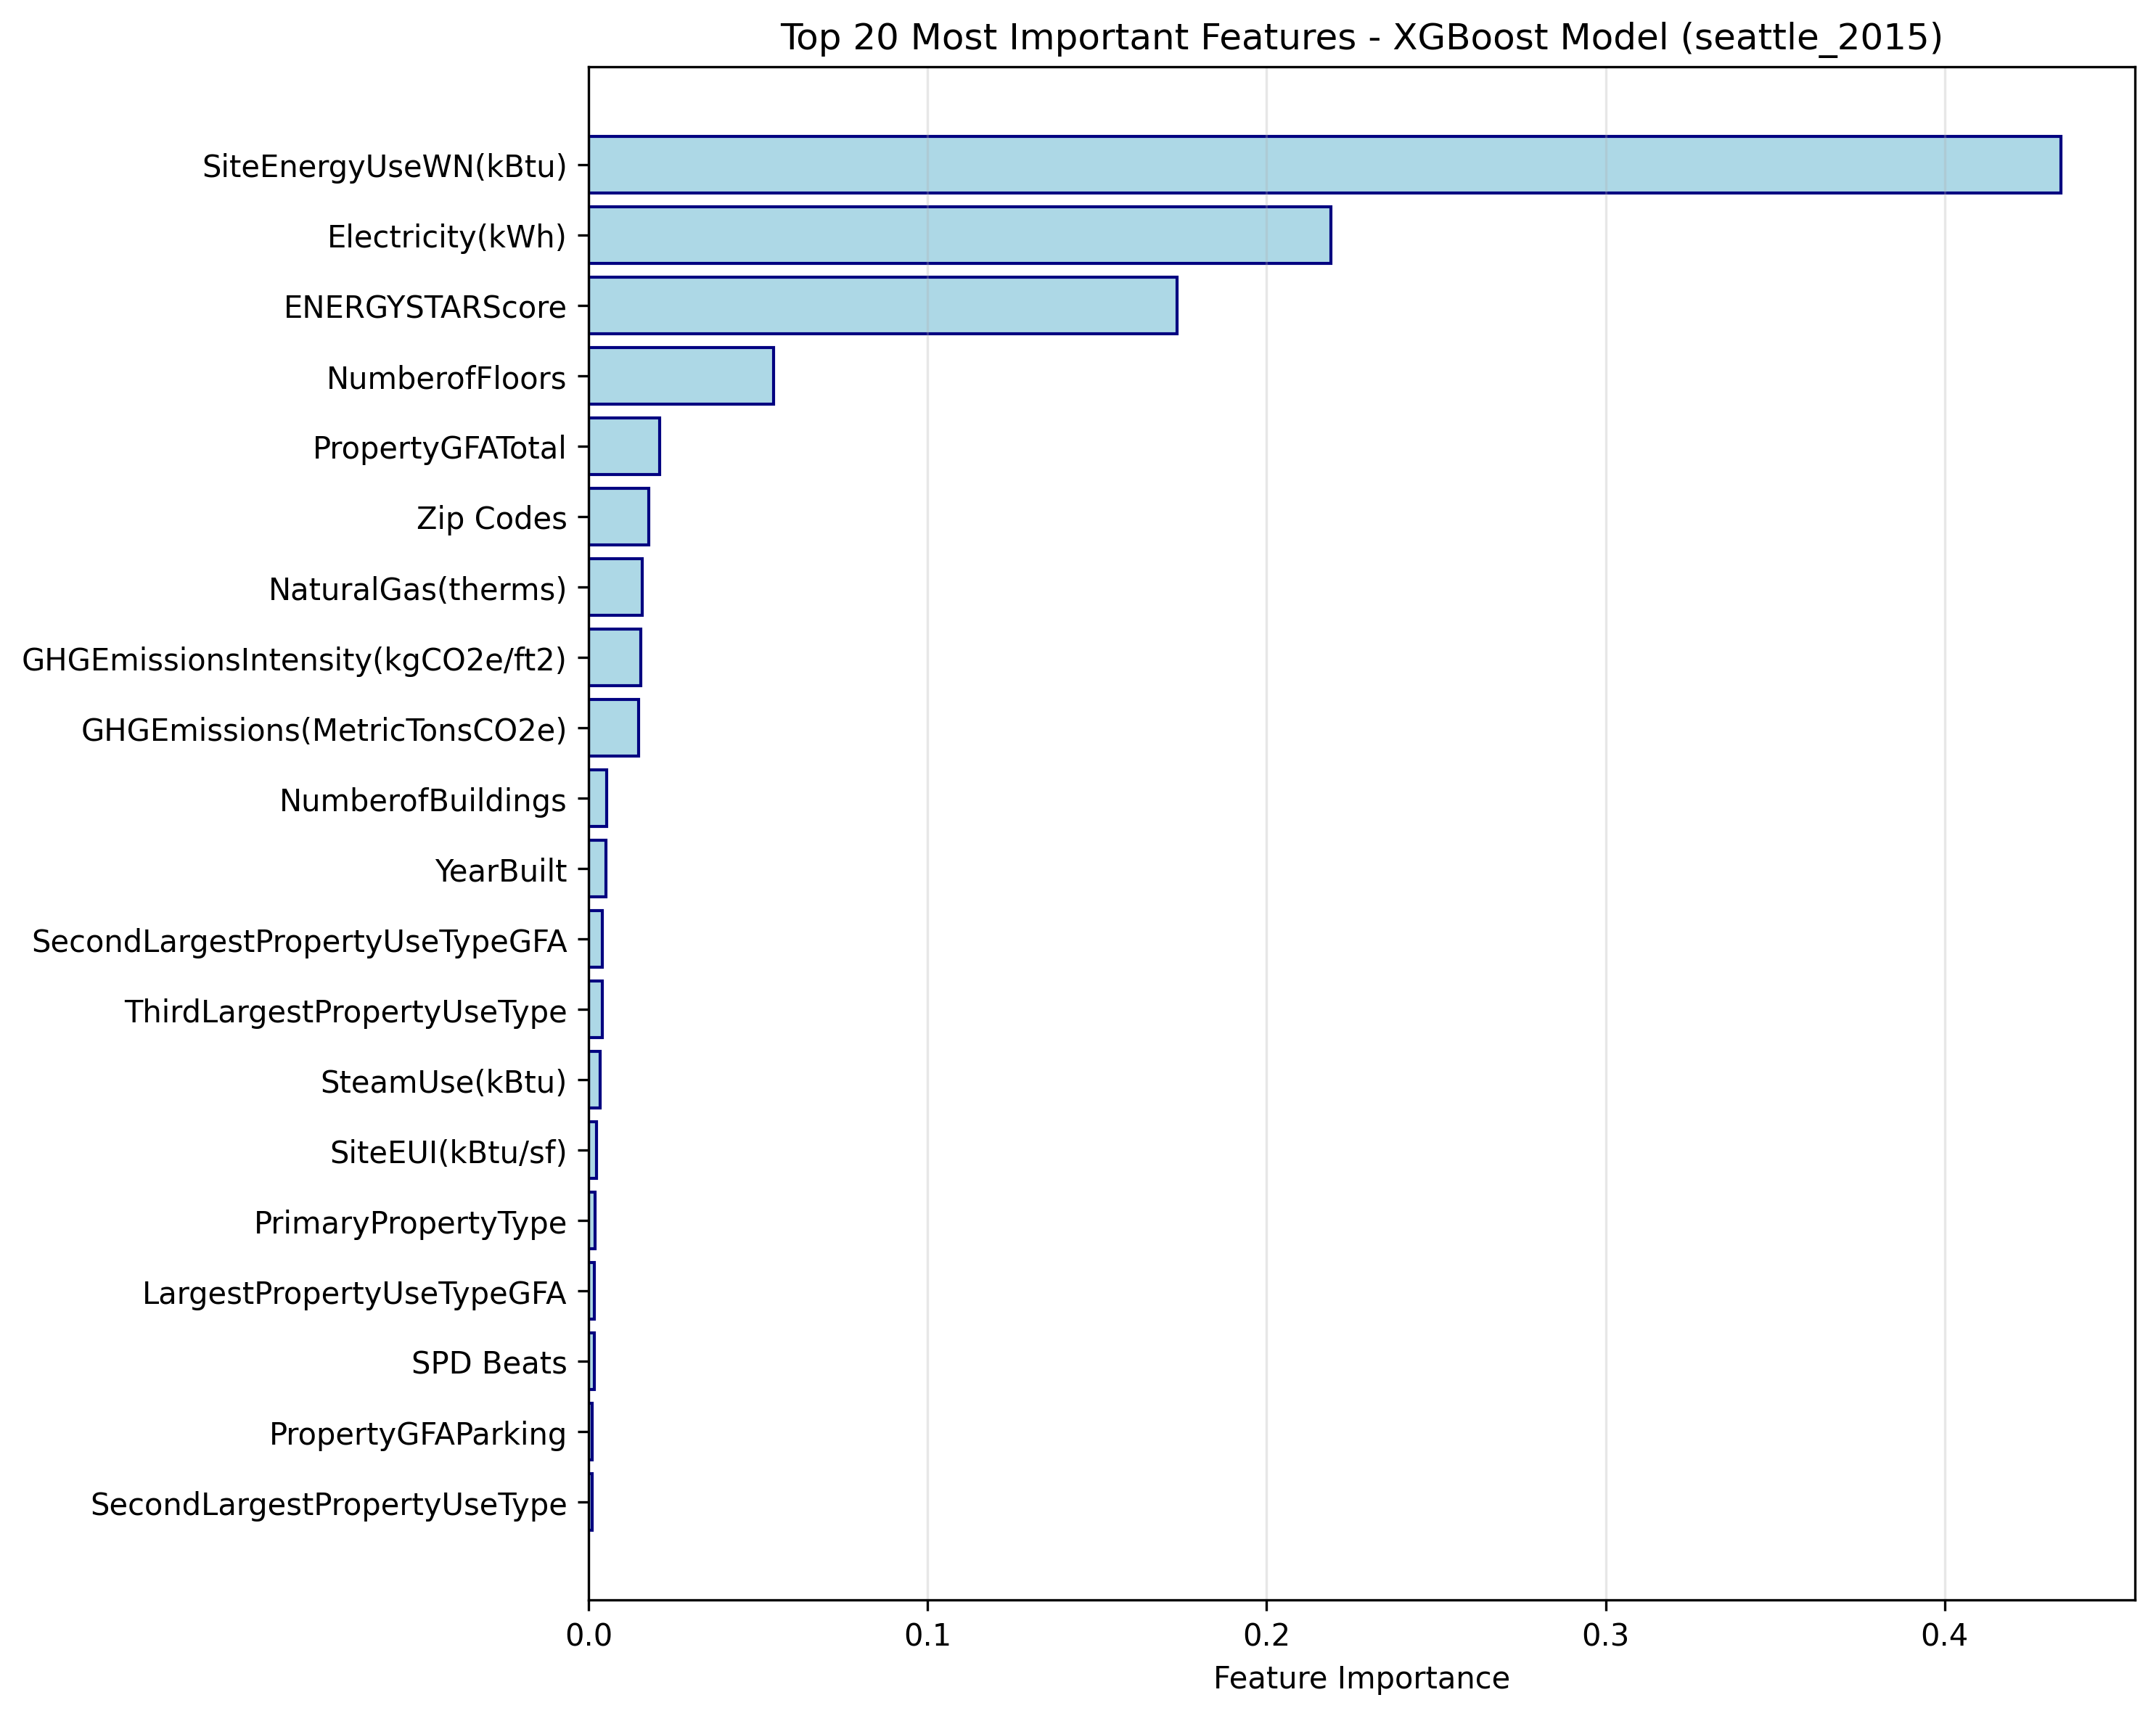 Top 20 Most Important Features - XGBoost Model (seattle_2015)
SiteEnergyUseWN(kBtu)
Electricity(kWh)
ENERGYSTARScore
NumberofFloors
PropertyGFATotal
Zip Codes
NaturalGas(therms)
GHGEmissionsIntensity(kgCO2e/ft2)
GHGEmissions(MetricTonsCO2e)
NumberofBuildings
YearBuilt
SecondLargestPropertyUseTypeGFA
ThirdLargestPropertyUseType
SteamUse(kBtu)
SiteEUI(kBtu/sf)
PrimaryPropertyType
LargestPropertyUseTypeGFA
SPD Beats
PropertyGFAParking
SecondLargestPropertyUseType
0.0 0.1 0.2 0.3 0.4
Feature Importance